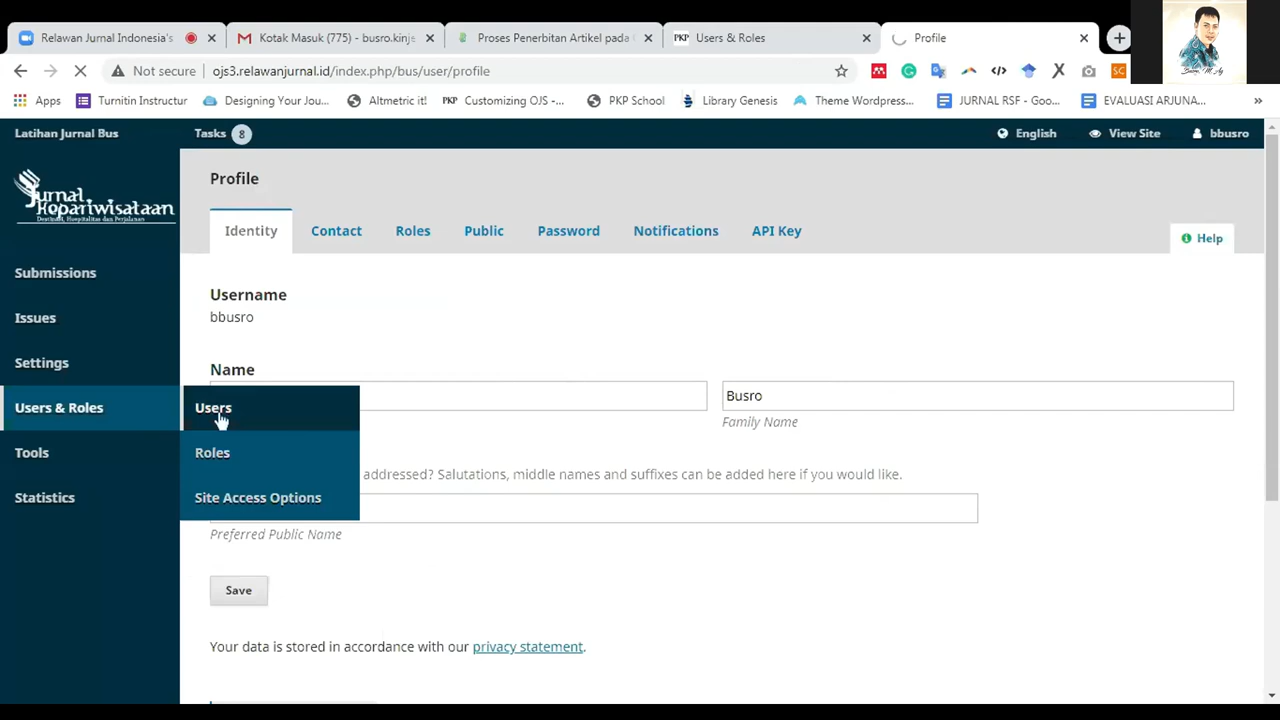 Relawan Jurnal Indonesia's
Kotak Masuk (775) - busro.kinje
Proses Penerbitan Artikel pada O
PKP Users & Roles
Profile
Not secure ojs3.relawanjurnal.id/index.php/bus/user/profile
Apps
Turnitin Instructur
Designing Your Jou...
Altmetric it!
PKP Customizing OJS -...
PKP School
Library Genesis
Theme Wordpress...
JURNAL RSF - Goo...
EVALUASI ARJUNA...
»
Latihan Jurnal Bus
Tasks 8
English
View Site
bbusro
Jurnal
Kepariwisataan
Destinasi, Hospitalitas dan Perjalanan
Profile
Identity
Contact
Roles
Public
Password
Notifications
API Key
Help
Submissions
Issues
Settings
Users & Roles
Tools
Statistics
Users
Roles
Site Access Options
Username
bbusro
Name
Busro
Family Name
addressed? Salutations, middle names and suffixes can be added here if you would like.
Preferred Public Name
Save
Your data is stored in accordance with our privacy statement.